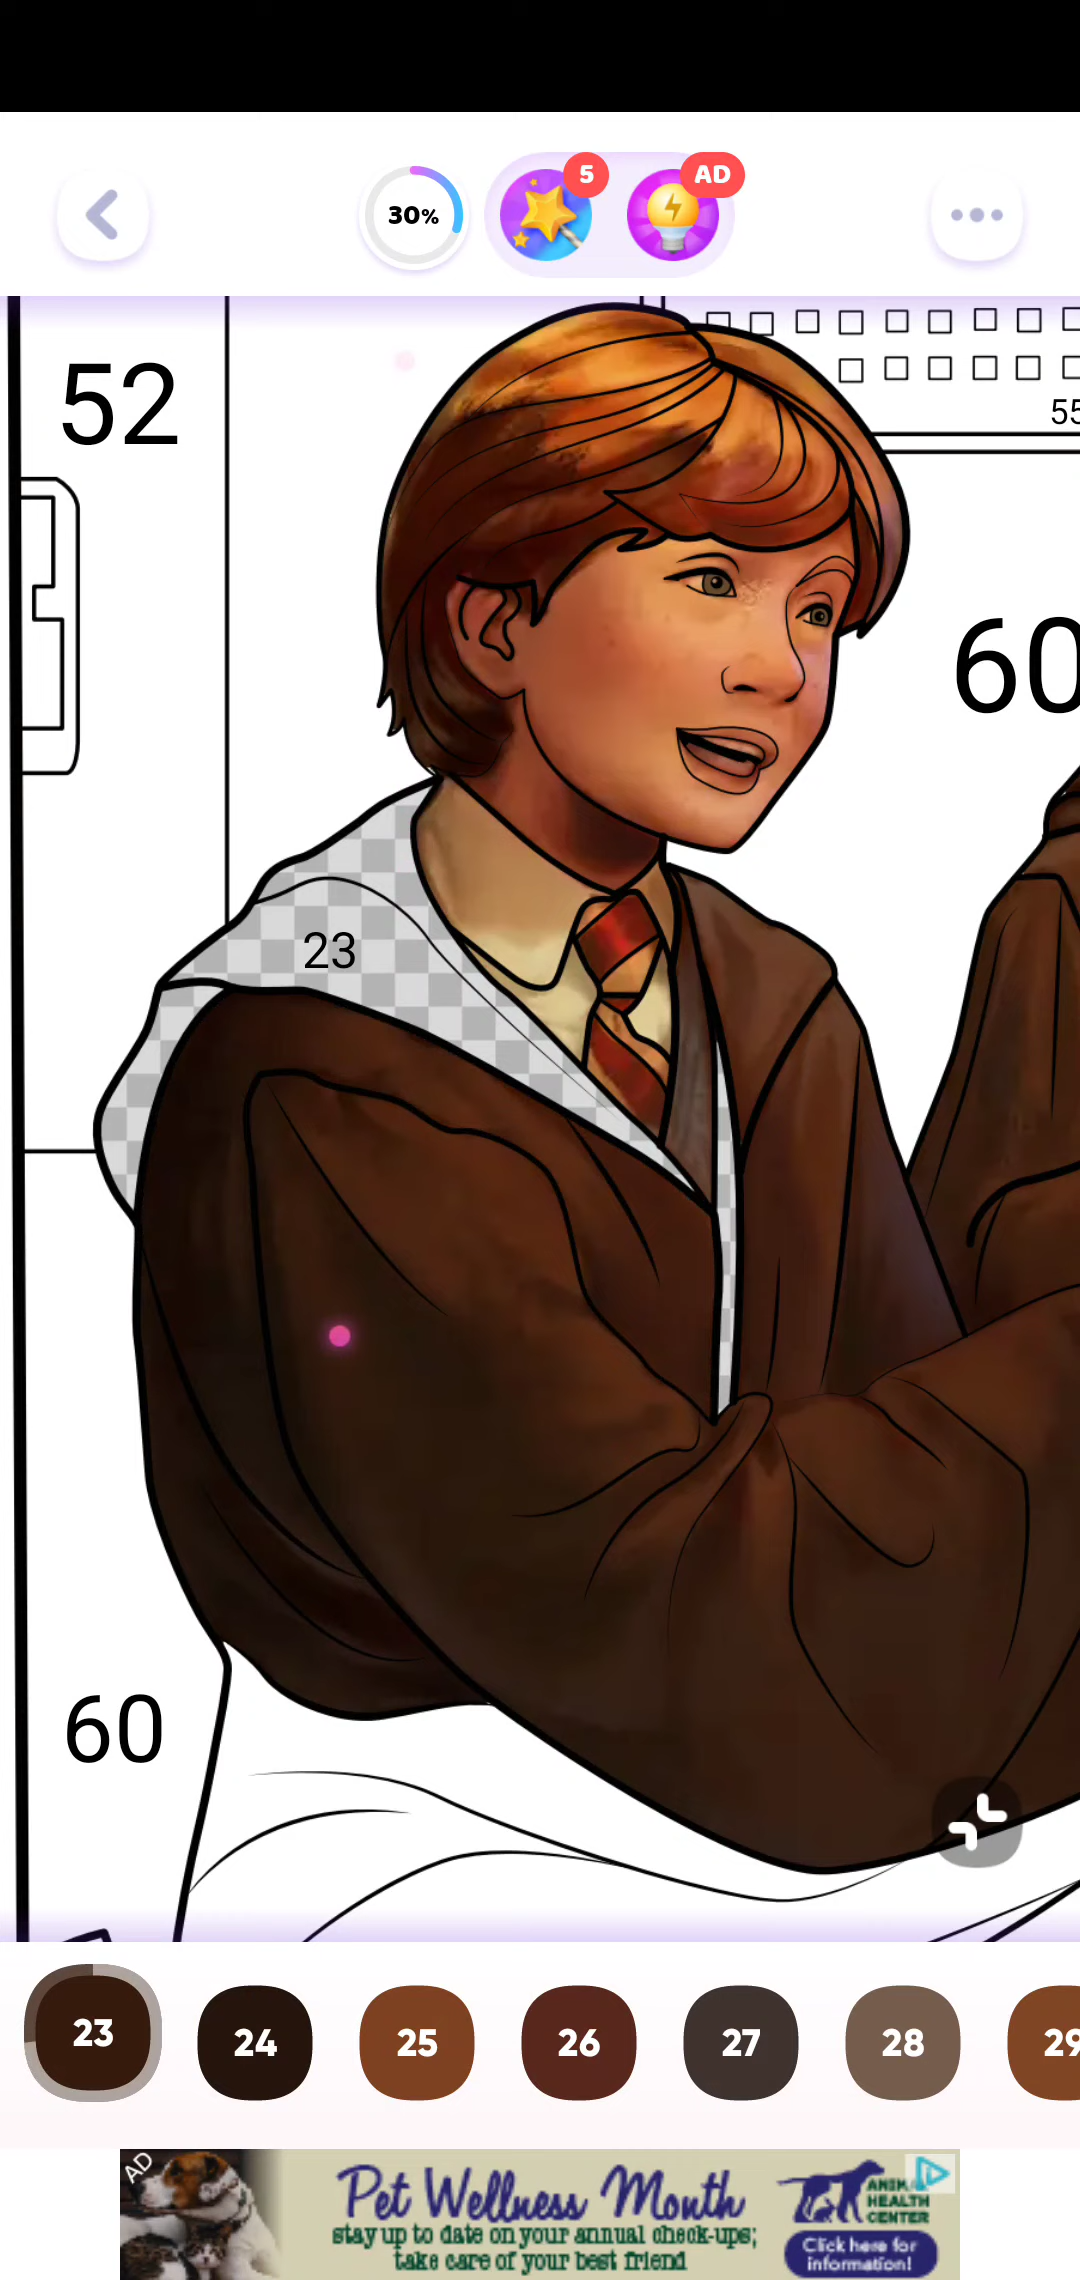 30%
5
AD
52
55
60
23
60
23
24
25
26
27
28
29
AD
Pet Wellness Month
stay up to date on your annual check-ups;
take care of your best friend
ANIMAL
HEALTH
CENTER
Click here for
information!